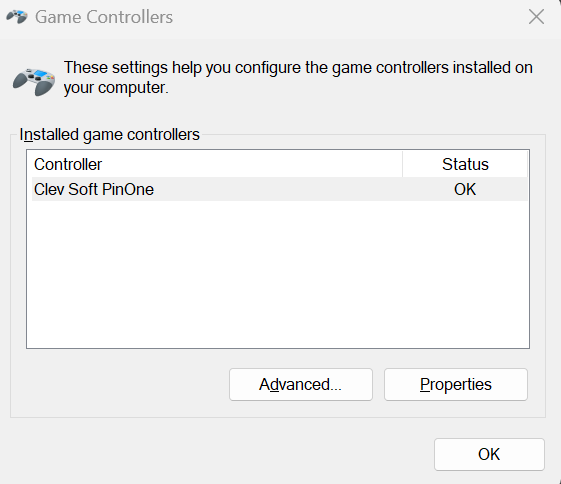 Game Controllers
These settings help you configure the game controllers installed on
your computer.
Installed game controllers
Controller Status
Clev Soft PinOne OK
Advanced... Properties
OK